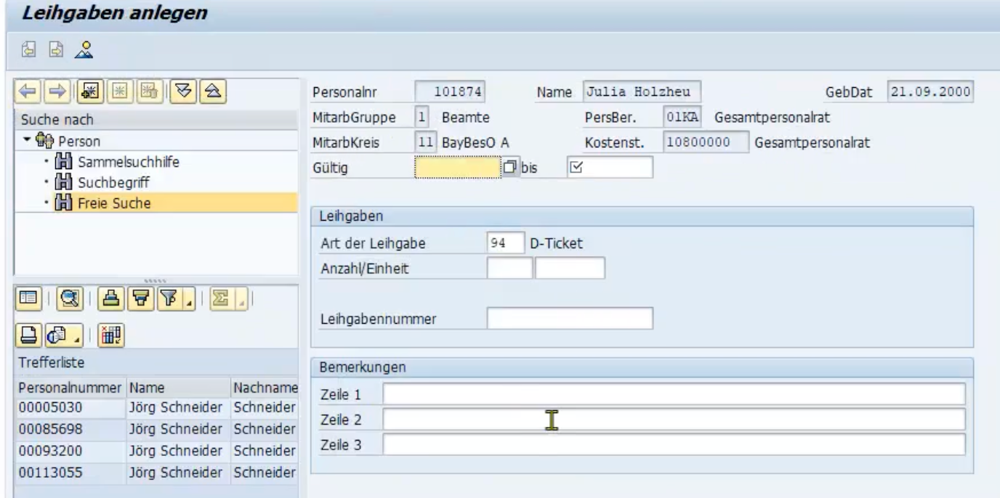 Leihgaben anlegen
Suche nach
Person
Sammelsuchhilfe
Suchbegriff
Freie Suche
Trefferliste
Personalnummer Name Nachname
00005030 Jörg Schneider Schneider
00085698 Jörg Schneider Schneider
00093200 Jörg Schneider Schneider
00113055 Jörg Schneider Schneider
Personalnr 101874 Name Julia Holzheu GebDat 21.09.2000
MitarbGruppe 1 Beamte PersBer. 01KA Gesamtpersonalrat
MitarbKreis 11 BayBesO A Kostenst. 10800000 Gesamtpersonalrat
Gültig bis
Leihgaben
Art der Leihgabe 94 D-Ticket
Anzahl/Einheit
Leihgabennummer
Bemerkungen
Zeile 1
Zeile 2
Zeile 3